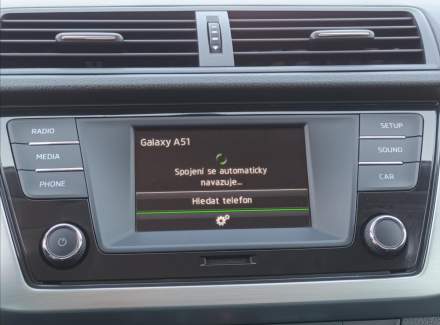 RADIO
MEDIA
PHONE
Galaxy A51
Spojení se automaticky
navazuje...
Hledat telefon
SETUP
SOUND
CAR